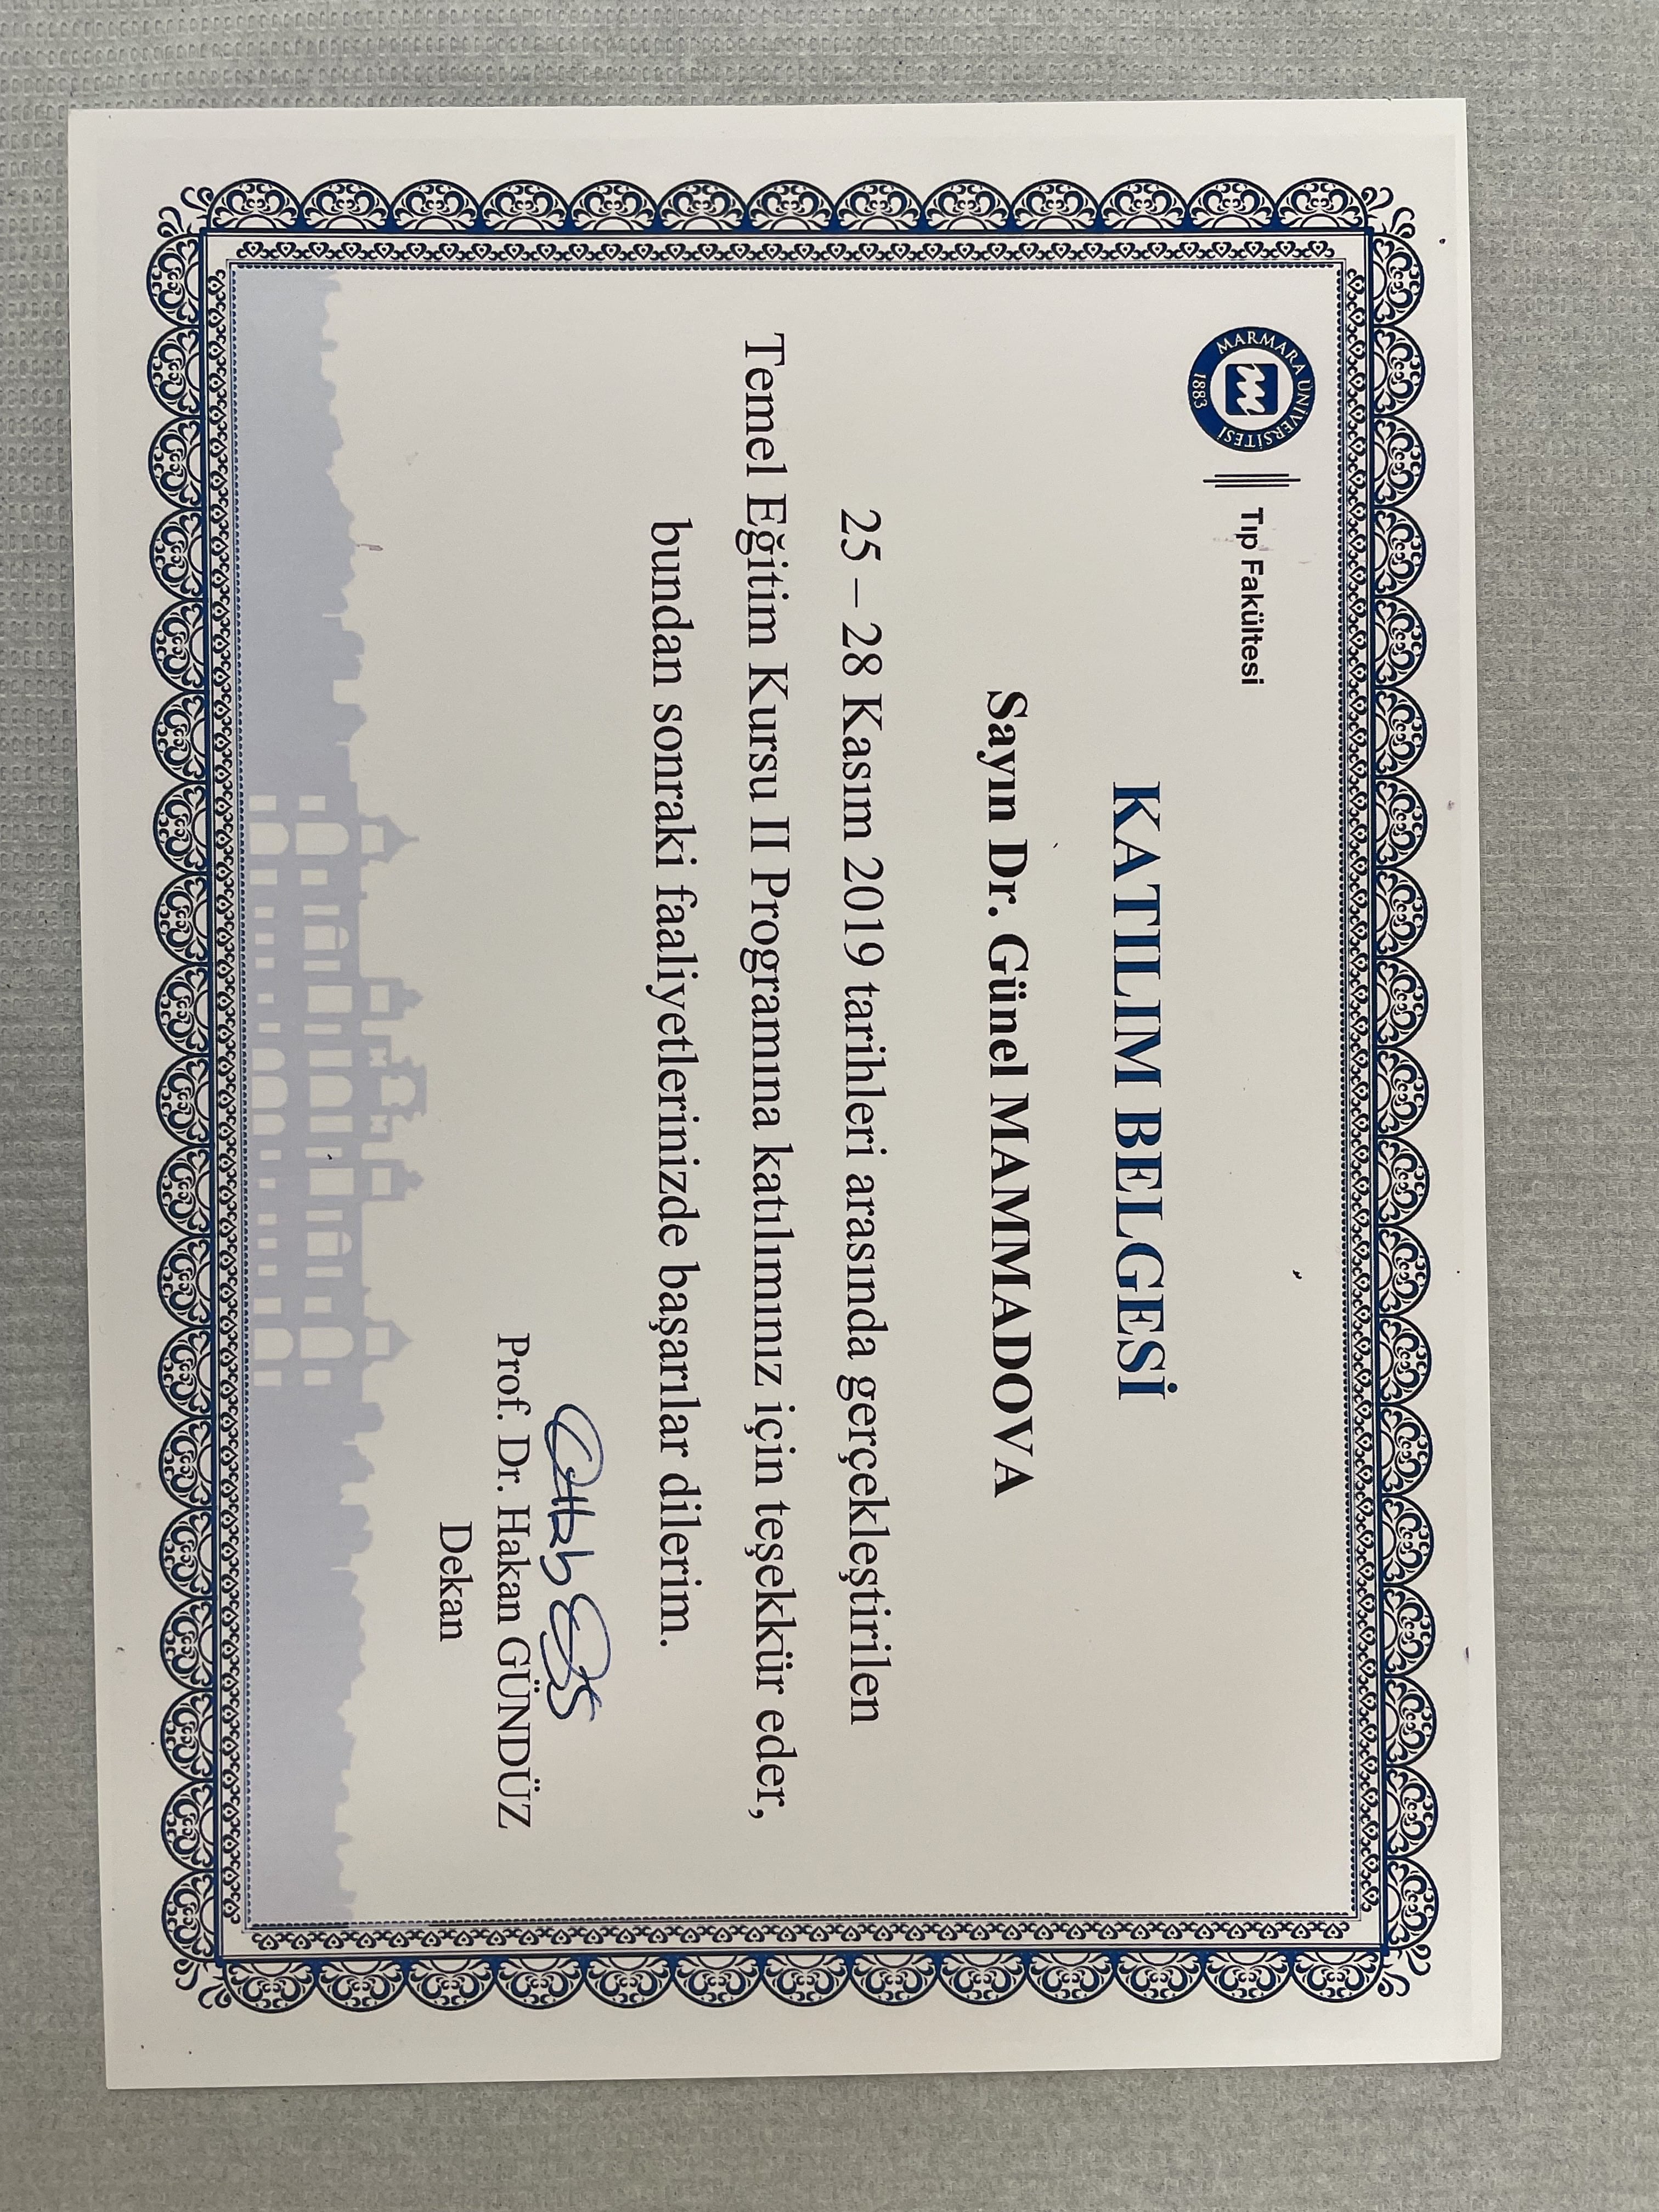 MARMARA ÜNİVERSİTESİ
1883
Tıp Fakültesi
KATILIM BELGESİ
Sayın Dr. Günel MAMMADOVA
25 – 28 Kasım 2019 tarihleri arasında gerçekleştirilen
Temel Eğitim Kursu II Programına katılımınız için teşekkür eder,
bundan sonraki faaliyetlerinizde başarılar dilerim.
Prof. Dr. Hakan GÜNDÜZ
Dekan